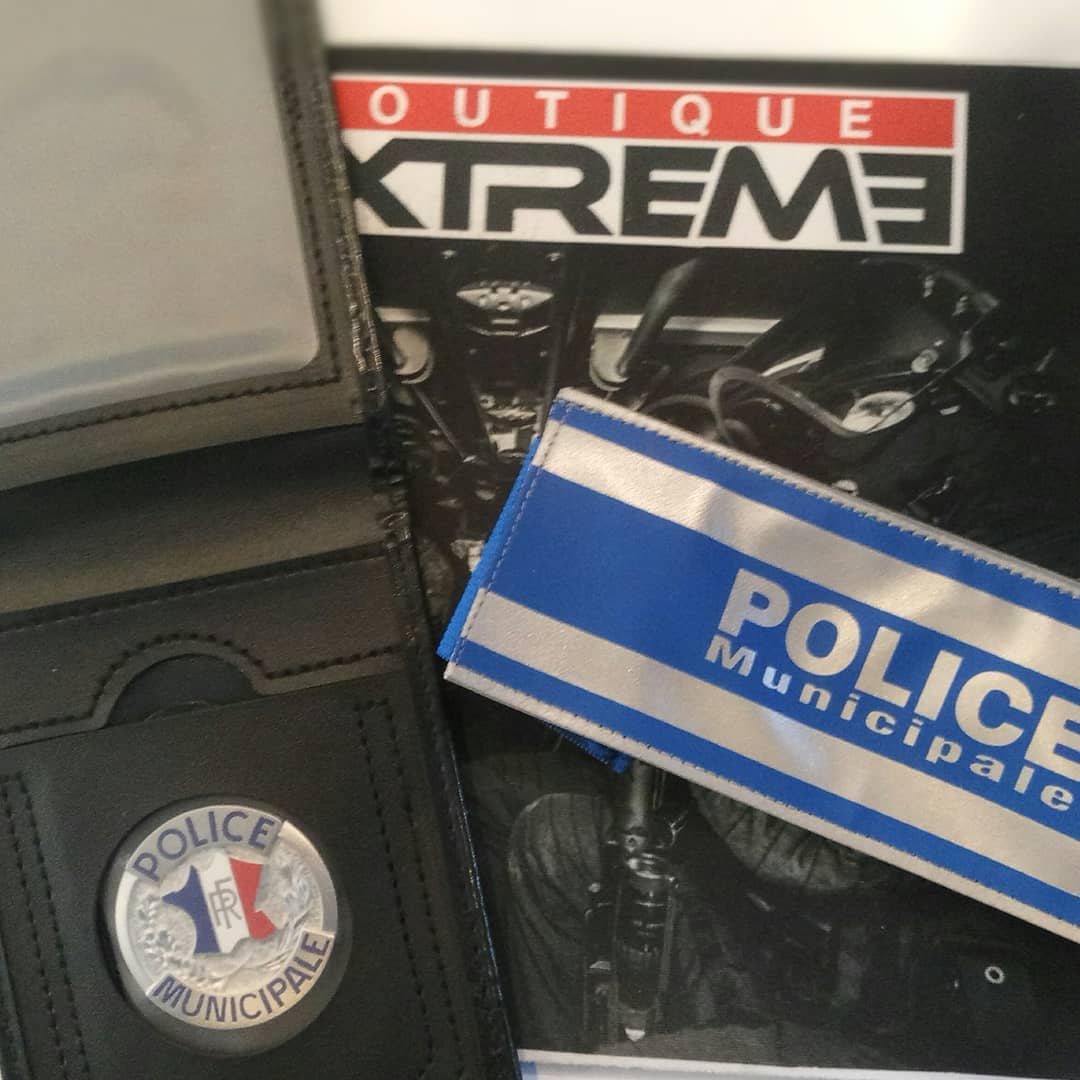 OUTIQUE
XTREME
POLICE
Municipale
POLICE
RF
MUNICIPALE